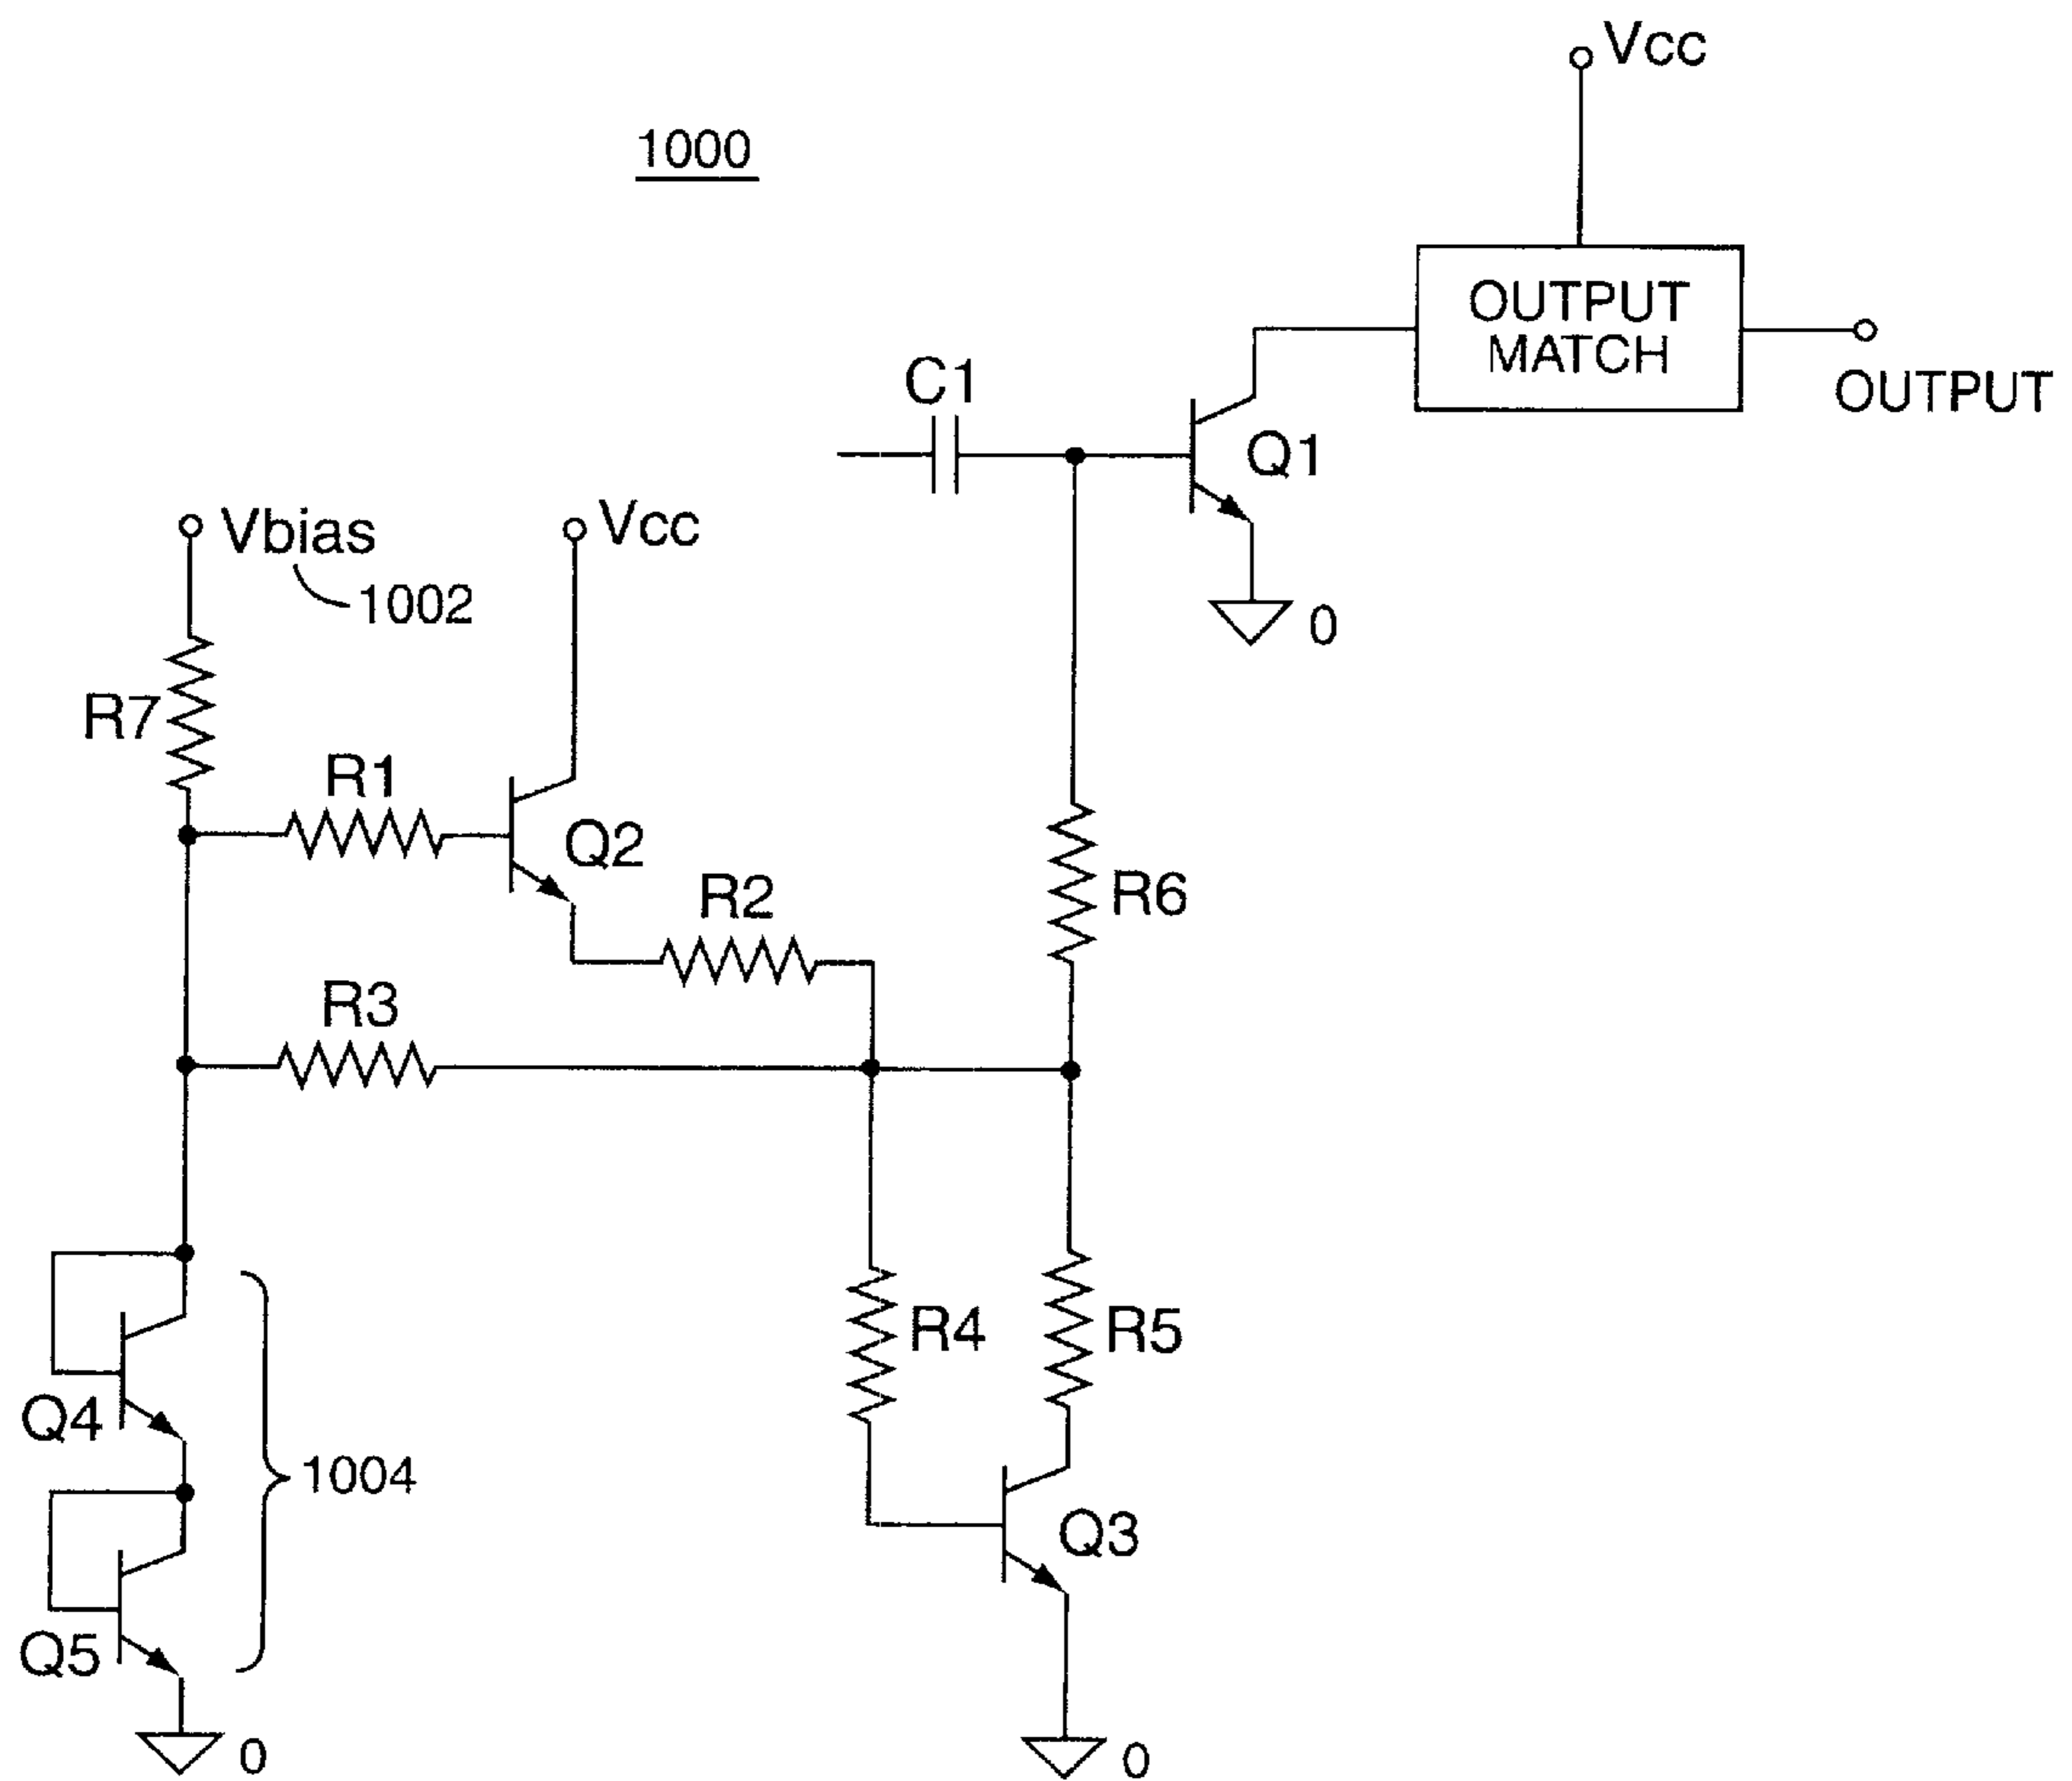 Vcc
1000
OUTPUT
MATCH
C1
OUTPUT
Q1
Vbias
Vcc
1002
0
R7
R1
Q2
R2
R6
R3
R4
R5
Q4
1004
Q3
Q5
0
0